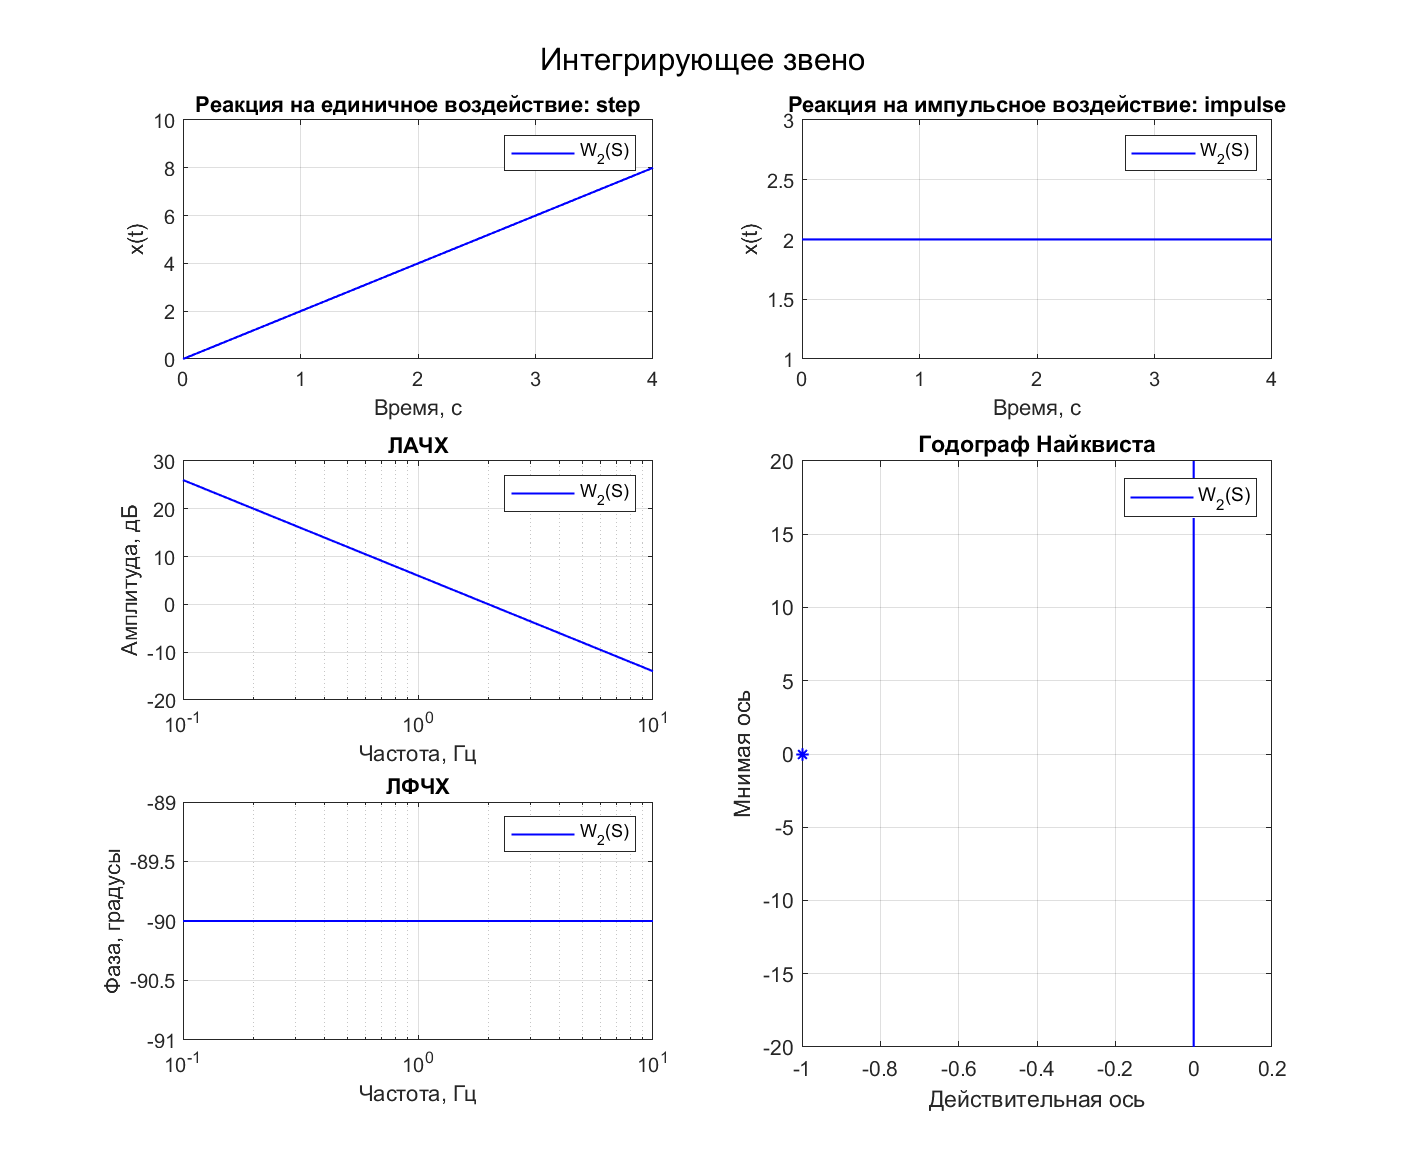 Интегрирующее звено
Реакция на единичное воздействие: step
10
8
6
4
2
0
x(t)
W2(S)
0 1 2 3 4
Время, с
Реакция на импульсное воздействие: impulse
3
2.5
2
1.5
1
x(t)
W2(S)
0 1 2 3 4
Время, с
ЛАЧХ
30
20
10
0
-10
-20
Амплитуда, дБ
W2(S)
10-1 100 101
Частота, Гц
ЛФЧХ
-89
-89.5
-90
-90.5
-91
Фаза, градусы
W2(S)
10-1 100 101
Частота, Гц
Годограф Найквиста
20
15
10
5
0
-5
-10
-15
-20
Мнимая ось
W2(S)
-1 -0.8 -0.6 -0.4 -0.2 0 0.2
Действительная ось